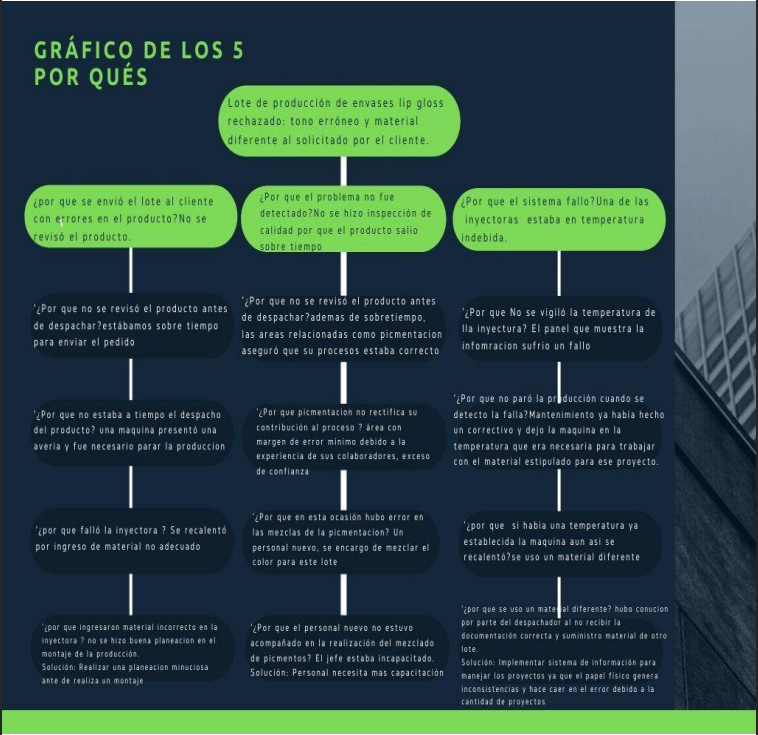 GRÁFICO DE LOS 5
POR QUÉS
Lote de producción de envases lip gloss
rechazado: tono erróneo y material
diferente al solicitado por el cliente.
¿por que se envió el lote al cliente
con errores en el producto?No se
revisó el producto.
'¿Por que no se revisó el producto antes
de despachar?estábamos sobre tiempo
para enviar el pedido
'¿Por que no estaba a tiempo el despacho
del producto? una maquina presentó una
averia y fue necesario parar la produccion
'¿por que falló la inyectora ? Se recalentó
por ingreso de material no adecuado
'¿por que ingresaron material incorrecto en la
inyectora ? no se hizo buena planeacion en el
montaje de la producción.
Solución: Realizar una planeacion minuciosa
ante de realiza un montaje
¿Por que el problema no fue
detectado?No se hizo inspección de
calidad por que el producto salio
sobre tiempo
'¿Por que no se revisó el producto antes
de despachar?ademas de sobretiempo,
las areas relacionadas como picmentacion
aseguró que su procesos estaba correcto
'¿Por que picmentacion no rectifica su
contribución al proceso ? área con
margen de error mínimo debido a la
experiencia de sus colaboradores, exceso
de confianza
'¿Por que en esta ocasión hubo error en
las mezclas de la picmentacion? Un
personal nuevo, se encargo de mezclar el
color para este lote
'¿Por que el personal nuevo no estuvo
acompañado en la realización del mezclado
de picmentos? El jefe estaba incapacitado.
Solución: Personal necesita mas capacitación
¿Por que el sistema fallo?Una de las
inyectoras estaba en temperatura
indebida.
'¿Por que No se vigiló la temperatura de
lla inyectura? El panel que muestra la
infomracion sufrio un fallo
'¿Por que no paró la producción cuando se
detecto la falla?Mantenimiento ya había hecho
un correctivo y dejo la maquina en la
temperatura que era necesaria para trabajar
con el material estipulado para ese proyecto.
'¿por que si habia una temperatura ya
establecida la maquina aun asi se
recalentó?se uso un material diferente
'¿por que se uso un material diferente? hubo conucion
por parte del despachador al no recibir la
documentación correcta y suministro material de otro
lote.
Solución: Implementar sistema de información para
manejar los proyectos ya que el papel físico genera
inconsistencias y hace caer en el error debido a la
cantidad de proyectos